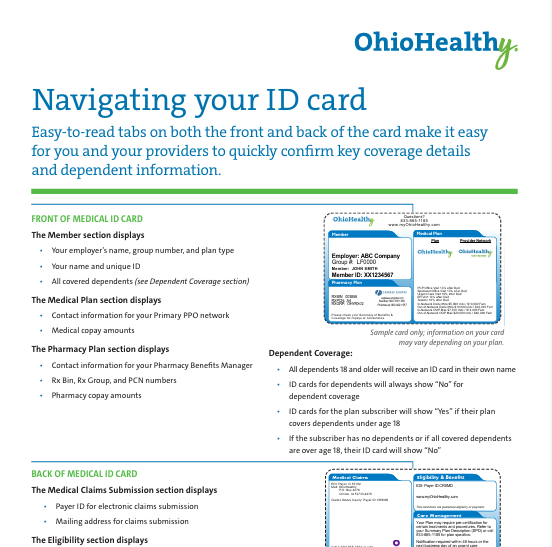 OhioHealthy
Navigating your ID card
Easy-to-read tabs on both the front and back of the card make it easy
for you and your providers to quickly confirm key coverage details
and dependent information.
FRONT OF MEDICAL ID CARD
The Member section displays
• Your employer's name, group number, and plan type
• Your name and unique ID
• All covered dependents (see Dependent Coverage section)
The Medical Plan section displays
• Contact information for your Primary PPO network
• Medical copay amounts
The Pharmacy Plan section displays
• Contact information for your Pharmacy Benefits Manager
• Rx Bin, Rx Group, and PCN numbers
• Pharmacy copay amounts
OhioHealthy
Questions?
833-865-1185
www.myOhioHealthy.com
Member
Employer: ABC Company
Group #: LF0000
Member: JOHN SMITH
Member ID: XX1234567
Pharmacy Plan
Medical Plan
Plan
Provider Network
OhioHealthy
OhioHealthy
Sample card only; information on your card
may vary depending on your plan.
Dependent Coverage:
• All dependents 18 and older will receive an ID card in their own name
• ID cards for dependents will always show "No" for
dependent coverage
• ID cards for the plan subscriber will show "Yes" if their plan
covers dependents under age 18
• If the subscriber has no dependents or if all covered dependents
are over age 18, their ID card will show "No"
BACK OF MEDICAL ID CARD
The Medical Claims Submission section displays
• Payer ID for electronic claims submission
• Mailing address for claims submission
The Eligibility section displays
Medical Claims
Eligibility & Benefits
www.myOhioHealthy.com
Care Management
Your Plan may require pre-certification for
certain treatments and procedures. Refer to
your Summary Plan Description (SPD) or call
833-865-1185 for plan specifics.